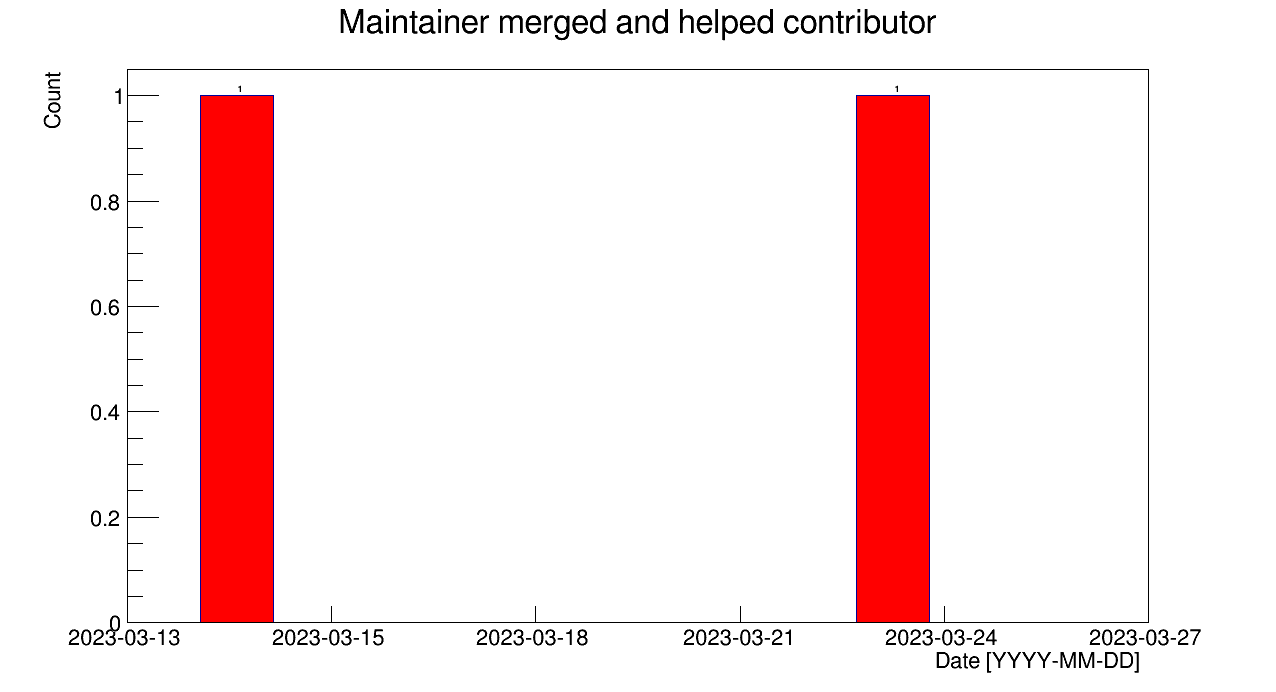 Maintainer merged and helped contributor
Count
1
0.8
0.6
0.4
0.2
0
1
1
2023-03-13 2023-03-15 2023-03-18 2023-03-21 2023-03-24 2023-03-27
Date [YYYY-MM-DD]